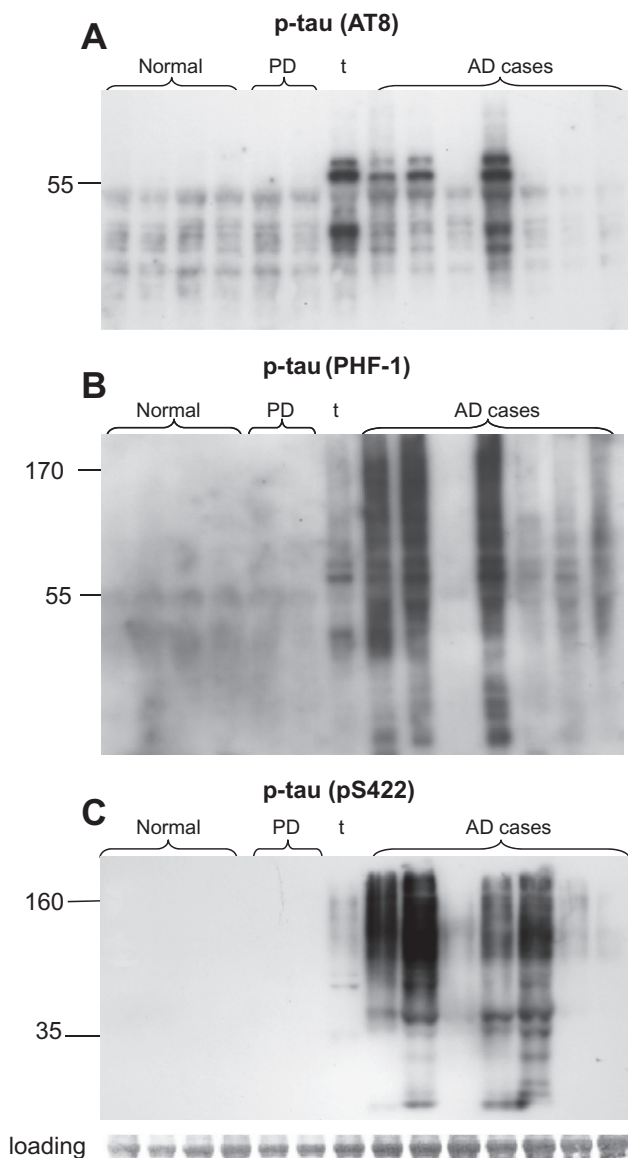 A
p-tau (AT8)
Normal PD t AD cases
55
B
p-tau (PHF-1)
Normal PD t AD cases
170
55
C
p-tau (pS422)
Normal PD t AD cases
160
35
loading